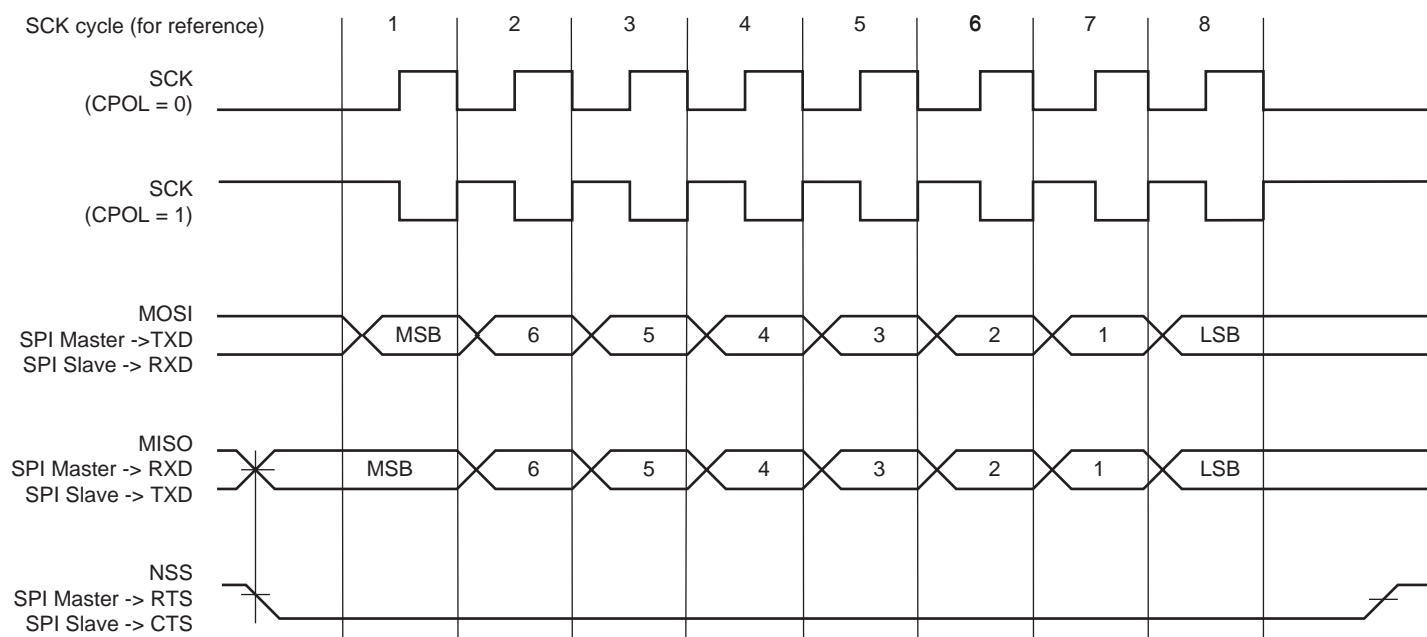 SCK cycle (for reference) 1 2 3 4 5 6 7 8
SCK
(CPOL = 0)
SCK
(CPOL = 1)
MOSI
SPI Master ->TXD
SPI Slave -> RXD
MSB 6 5 4 3 2 1 LSB
MISO
SPI Master -> RXD
SPI Slave -> TXD
MSB 6 5 4 3 2 1 LSB
NSS
SPI Master -> RTS
SPI Slave -> CTS